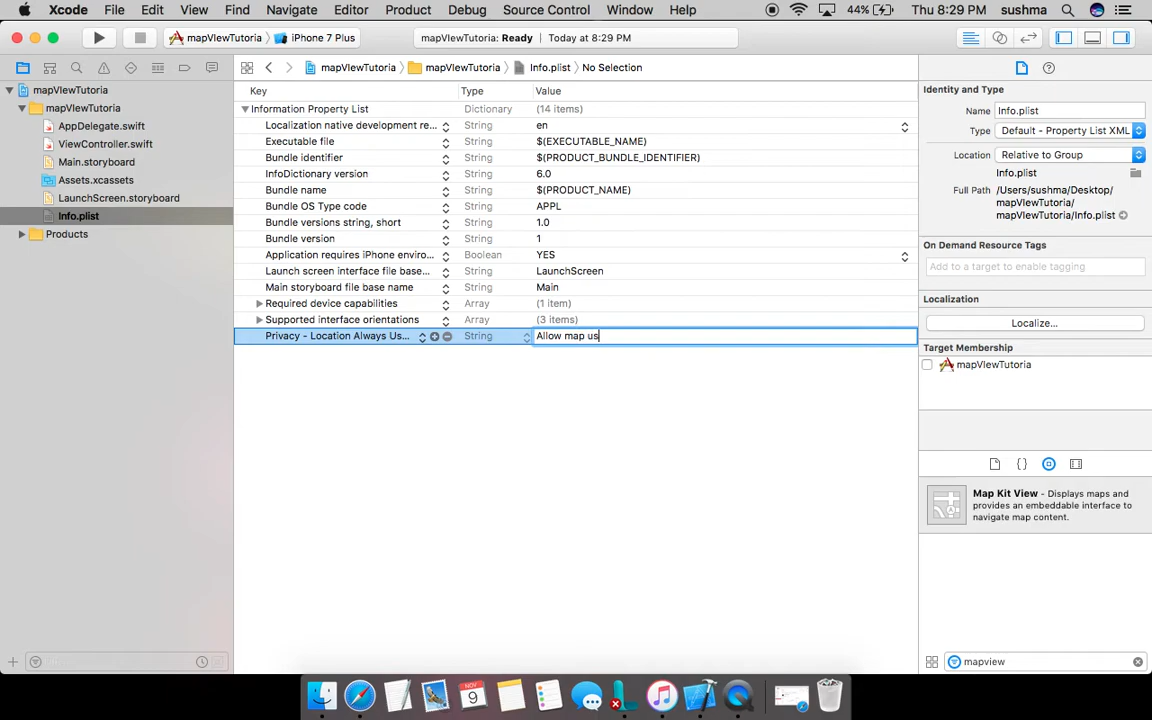 Xcode File Edit View Find Navigate Editor Product Debug Source Control Window Help 44% Thu 8:29 PM sushma
mapVIewTutoria iPhone 7 Plus mapVIewTutoria: Ready Today at 8:29 PM
mapVIewTutoria mapVIewTutoria Info.plist No Selection
mapVIewTutoria
mapVIewTutoria
AppDelegate.swift
ViewController.swift
Main.storyboard
Assets.xcassets
LaunchScreen.storyboard
Info.plist
Products
Key Type Value
Information Property List Dictionary (14 items)
Localization native development re... String en
Executable file String $(EXECUTABLE_NAME)
Bundle identifier String $(PRODUCT_BUNDLE_IDENTIFIER)
InfoDictionary version String 6.0
Bundle name String $(PRODUCT_NAME)
Bundle OS Type code String APPL
Bundle versions string, short String 1.0
Bundle version String 1
Application requires iPhone enviro... Boolean YES
Launch screen interface file base... String LaunchScreen
Main storyboard file base name String Main
Required device capabilities Array (1 item)
Supported interface orientations Array (3 items)
Privacy - Location Always Us... String Allow map us
Identity and Type
Name Info.plist
Type Default - Property List XML
Location Relative to Group
Info.plist
Full Path /Users/sushma/Desktop/
mapVIewTutoria/
mapVIewTutoria/Info.plist
On Demand Resource Tags
Add to a target to enable tagging
Localization
Localize...
Target Membership
mapVIewTutoria
Map Kit View - Displays maps and
provides an embeddable interface to
navigate map content.
mapview
NOV
9